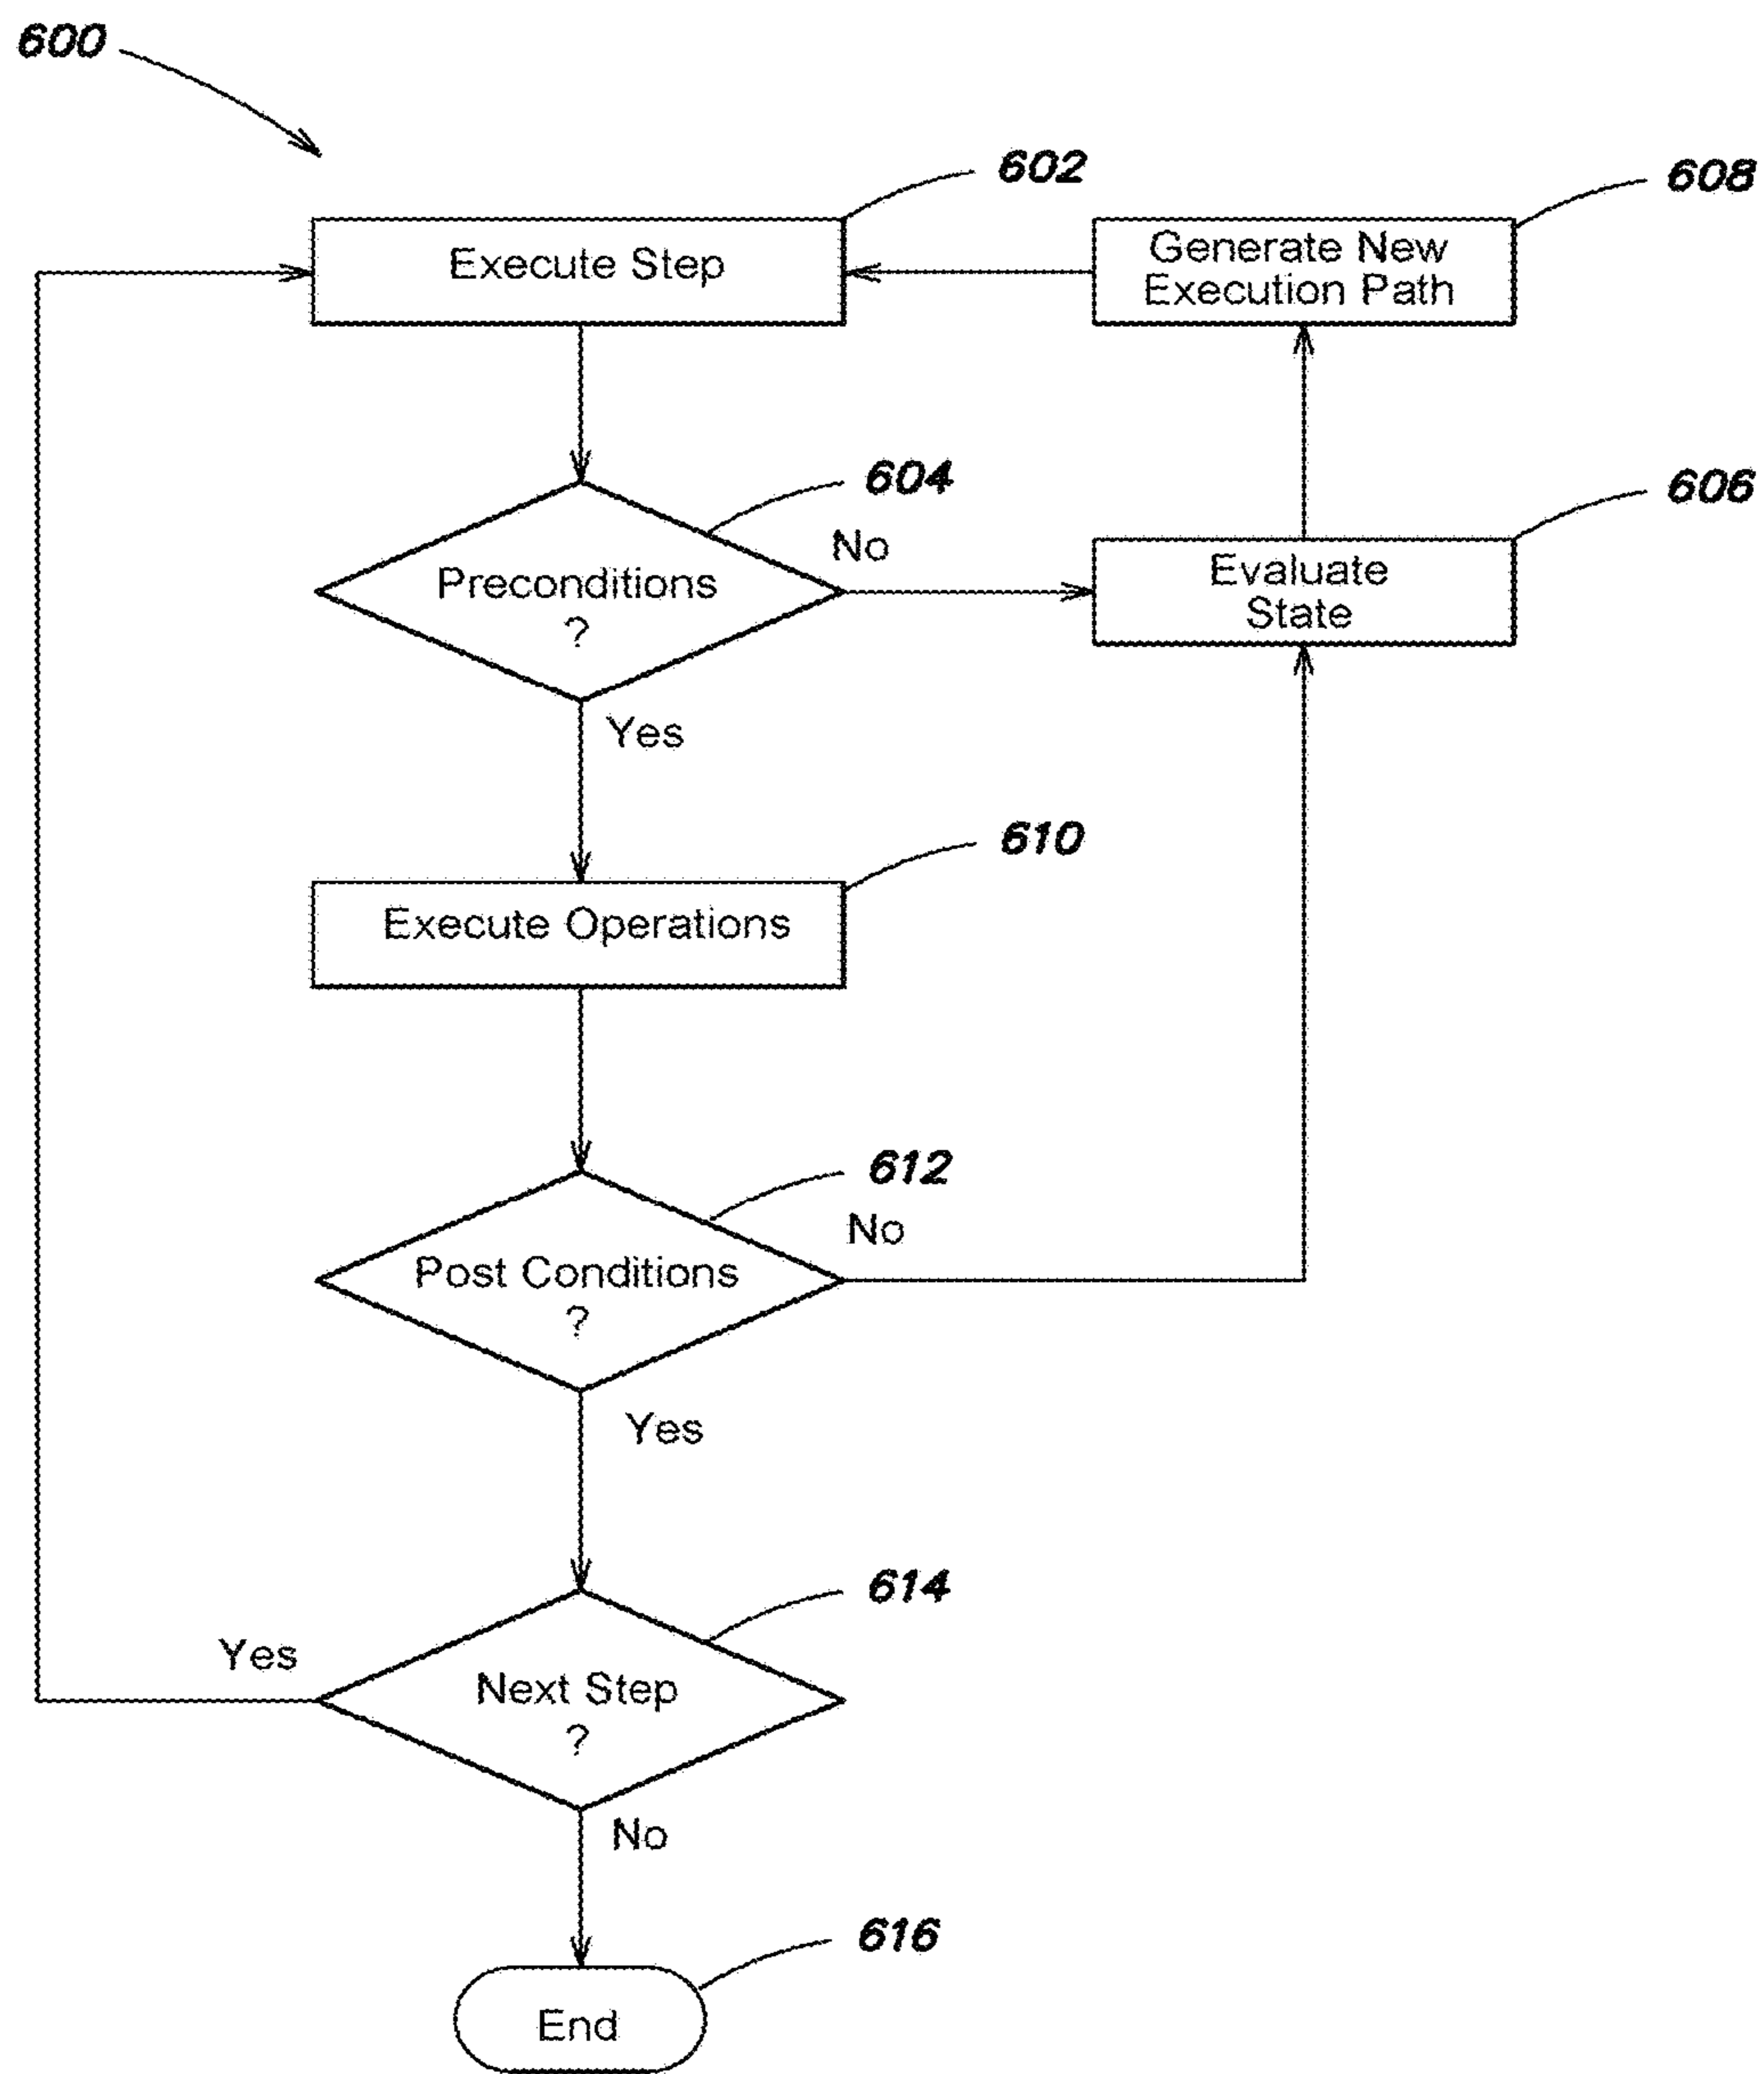 600
602
608
Execute Step
Generate New
Execution Path
604
606
No
Preconditions
?
Evaluate
State
Yes
610
Execute Operations
612
No
Post Conditions
?
Yes
614
Yes
Next Step
?
No
616
End